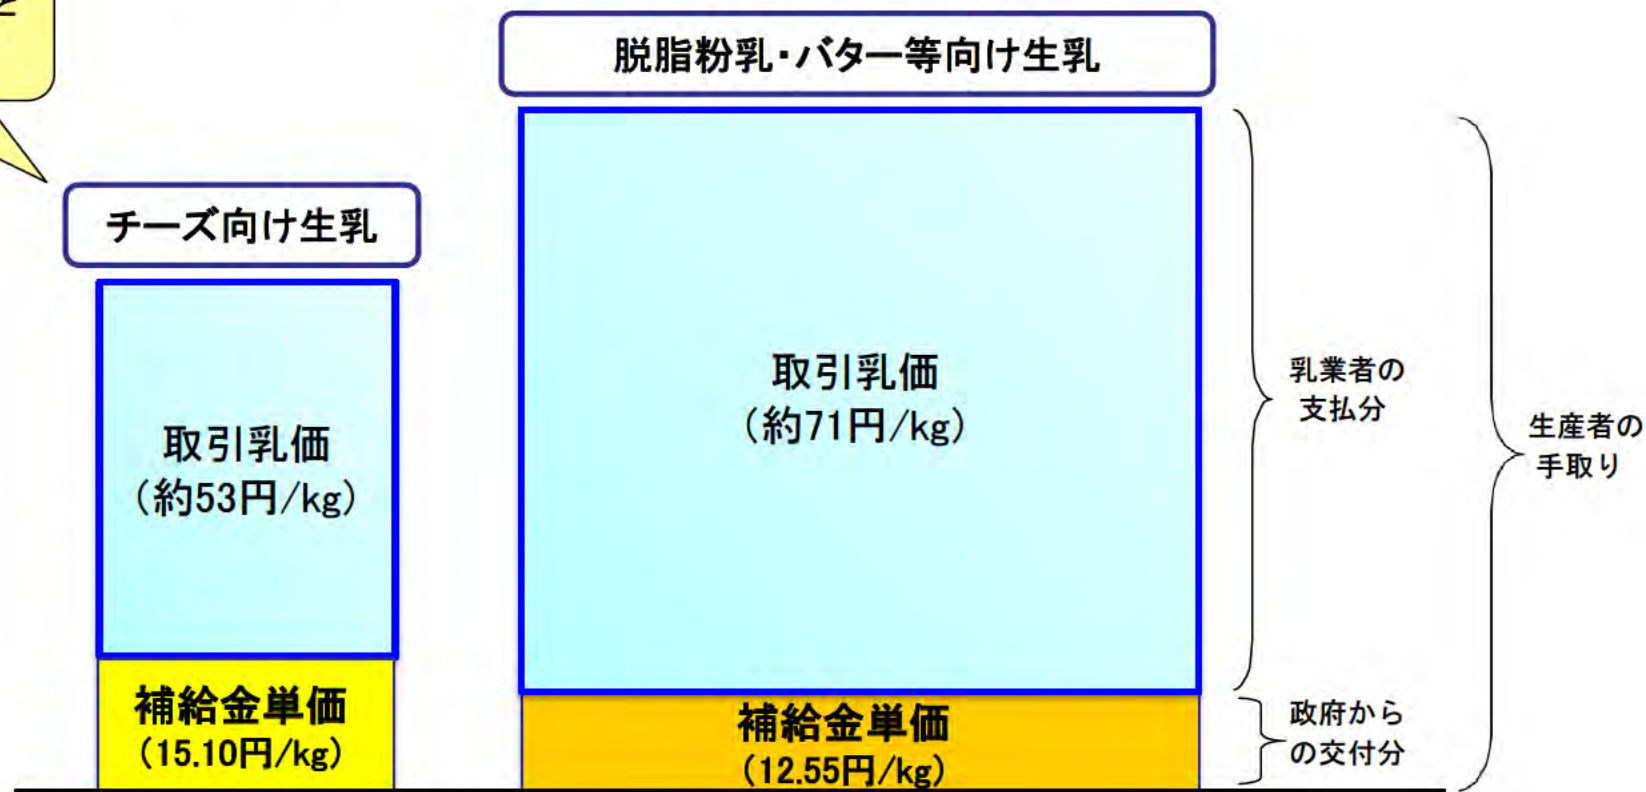 脱脂粉乳・バター等向け生乳
チーズ向け生乳
取引乳価
(約71円/kg)
取引乳価
(約53円/kg)
乳業者の
支払分
生産者の
手取り
補給金単価
(15.10円/kg)
補給金単価
(12.55円/kg)
政府から
の交付分